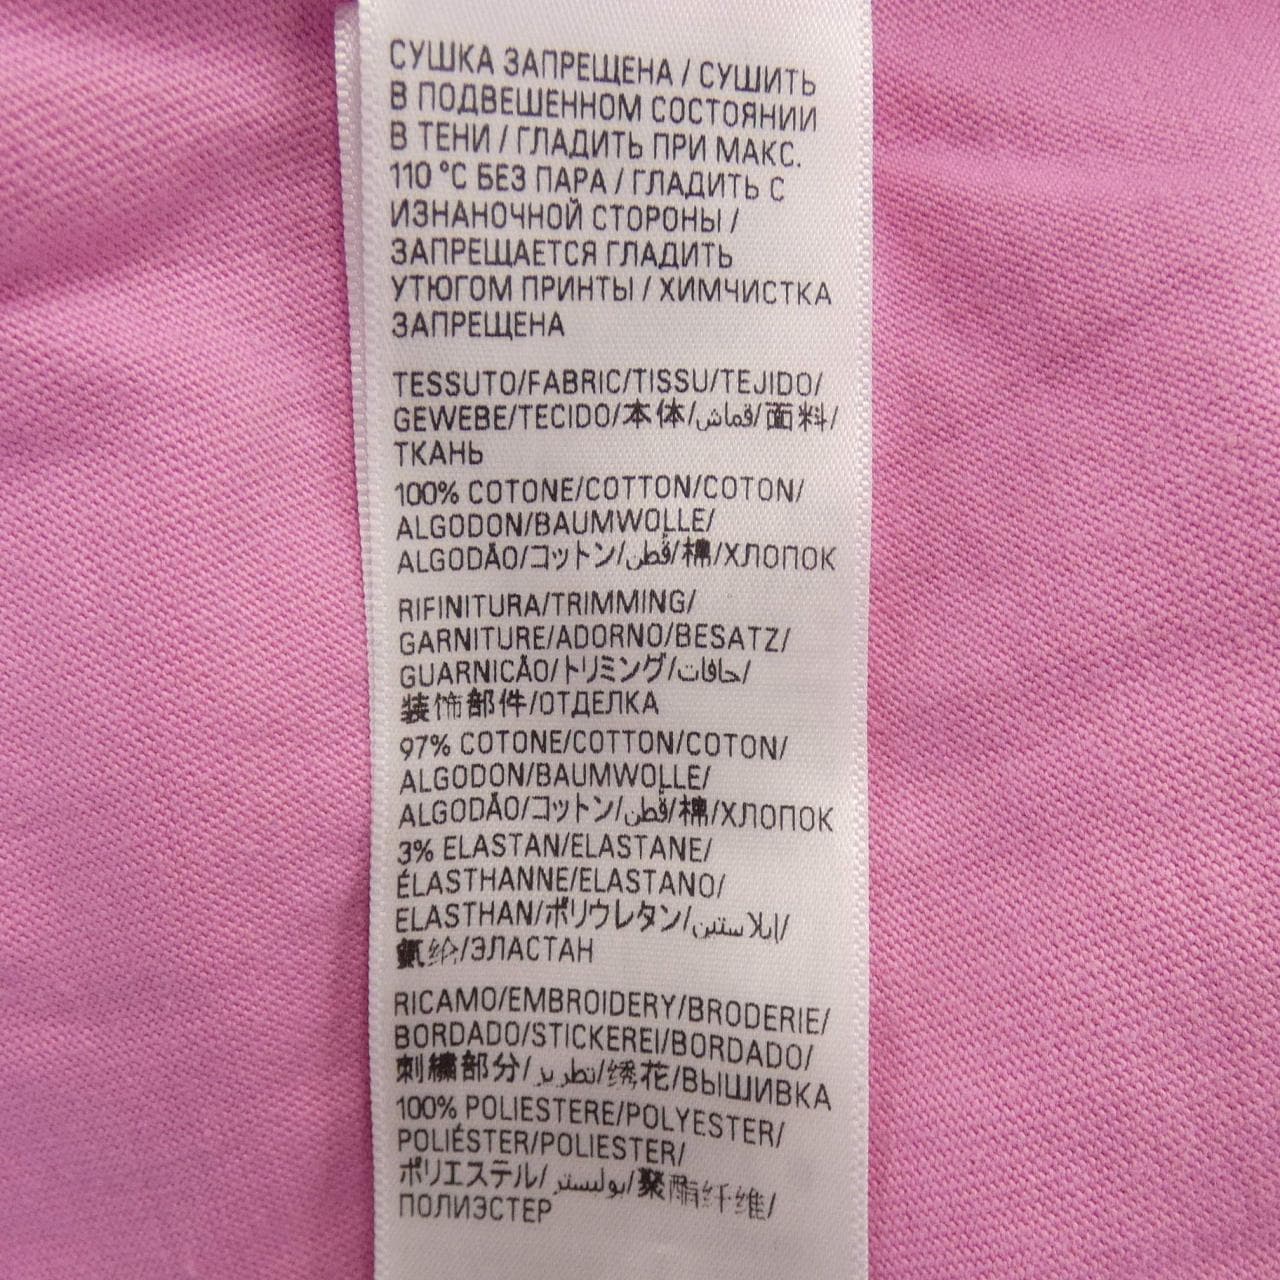 СУШКА ЗАПРЕЩЕНА / СУШИТЬ
В ПОДВЕШЕННОМ СОСТОЯНИИ
В ТЕНИ / ГЛАДИТЬ ПРИ МАКС.
110 °C БЕЗ ПАРА / ГЛАДИТЬ С
ИЗНАНОЧНОЙ СТОРОНЫ /
ЗАПРЕЩАЕТСЯ ГЛАДИТЬ
УТЮГОМ ПРИНТЫ / ХИМЧИСТКА
ЗАПРЕЩЕНА
TESSUTO/FABRIC/TISSU/TEJIDO/
GEWEBE/TECIDO/本体/قماش/面料/
ТКАНЬ
100% COTONE/COTTON/COTON/
ALGODON/BAUMWOLLE/
ALGODÃO/コットン/قطن/棉/ХЛОПОК
RIFINITURA/TRIMMING/
GARNITURE/ADORNO/BESATZ/
GUARNICÃO/トリミング/حافات/
装饰部件/ОТДЕЛКА
97% COTONE/COTTON/COTON/
ALGODON/BAUMWOLLE/
ALGODÃO/コットン/قطن/棉/ХЛОПОК
3% ELASTAN/ELASTANE/
ÉLASTHANNE/ELASTANO/
ELASTHAN/ポリウレタン/إيلاستين/
氨纶/ЭЛАСТАН
RICAMO/EMBROIDERY/BRODERIE/
BORDADO/STICKEREI/BORDADO/
刺繍部分/تطريز/绣花/ВЫШИВКА
100% POLIESTERE/POLYESTER/
POLIÉSTER/POLIESTER/
ポリエステル/بوليستر/聚酯纤维/
ПОЛИЭСТЕР